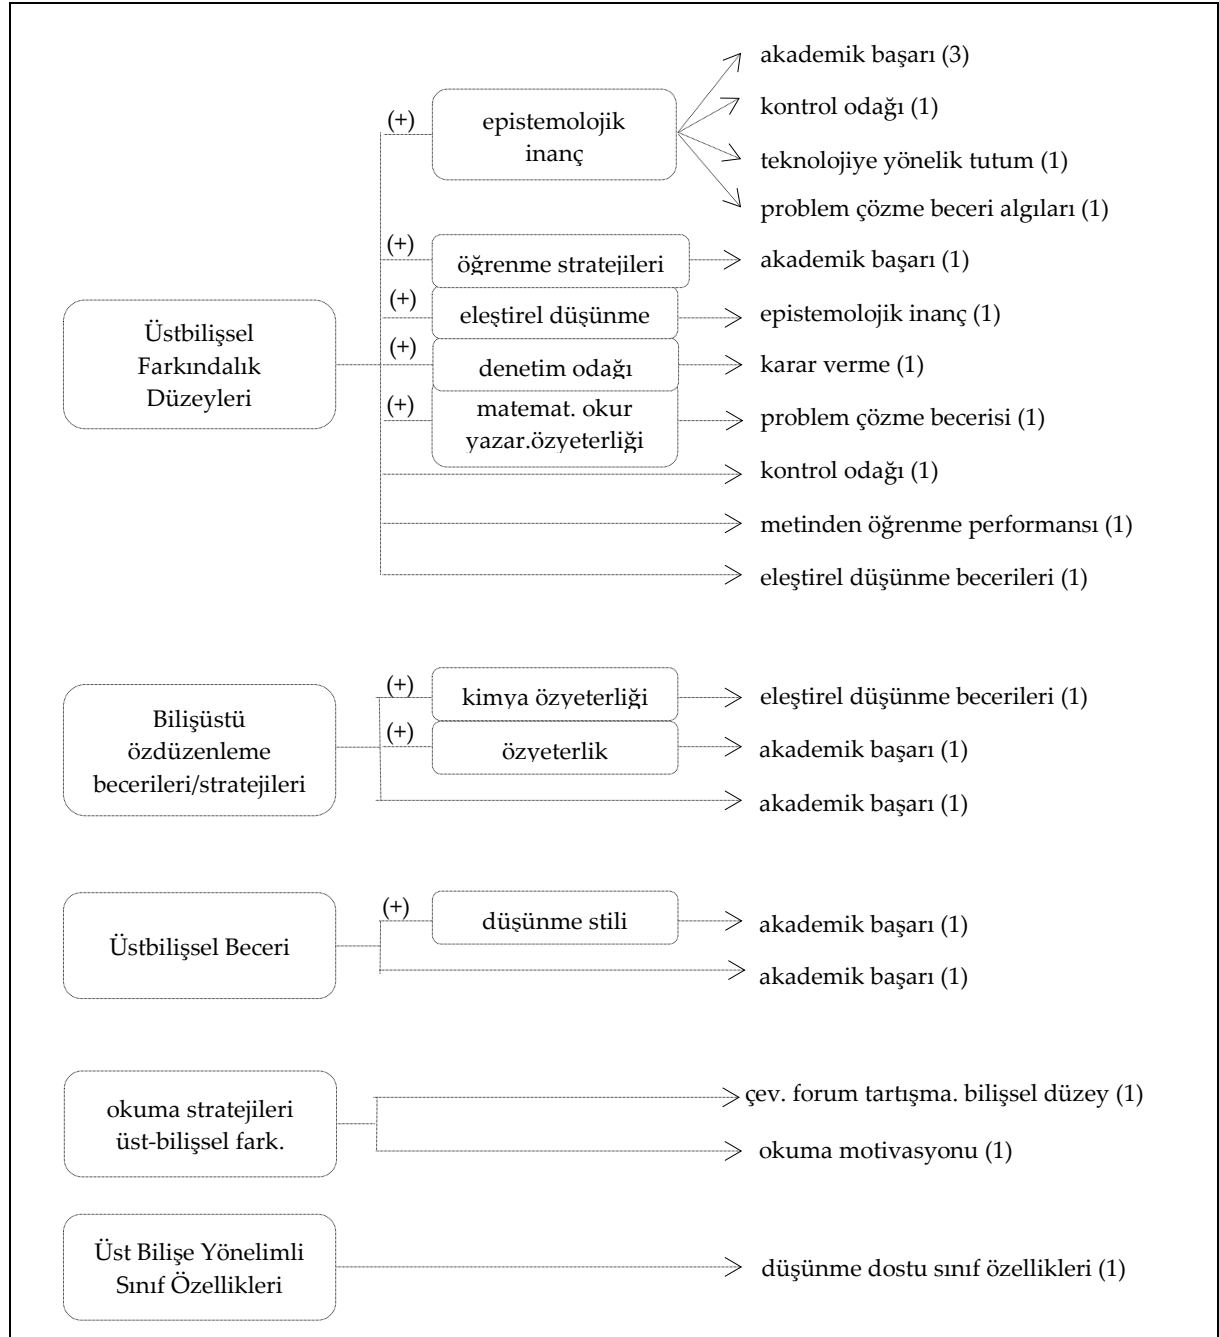 akademik başarı (3)
(+)
epistemolojik
inanç
kontrol odağı (1)
teknolojiye yönelik tutum (1)
problem çözme beceri algıları (1)
(+)
öğrenme stratejileri
akademik başarı (1)
(+)
eleştirel düşünme
epistemolojik inanç (1)
Üstbilişsel
Farkındalık
Düzeyleri
(+)
denetim odağı
karar verme (1)
(+)
matemat. okur
yazar.özyeterliği
problem çözme becerisi (1)
kontrol odağı (1)
metinden öğrenme performansı (1)
eleştirel düşünme becerileri (1)
Bilişüstü
özdüzenleme
becerileri/stratejileri
(+)
kimya özyeterliği
eleştirel düşünme becerileri (1)
(+)
özyeterlik
akademik başarı (1)
akademik başarı (1)
Üstbilişsel Beceri
(+)
düşünme stili
akademik başarı (1)
akademik başarı (1)
okuma stratejileri
üst-bilişsel fark.
çev. forum tartışma. bilişsel düzey (1)
okuma motivasyonu (1)
Üst Bilişe Yönelimli
Sınıf Özellikleri
düşünme dostu sınıf özellikleri (1)